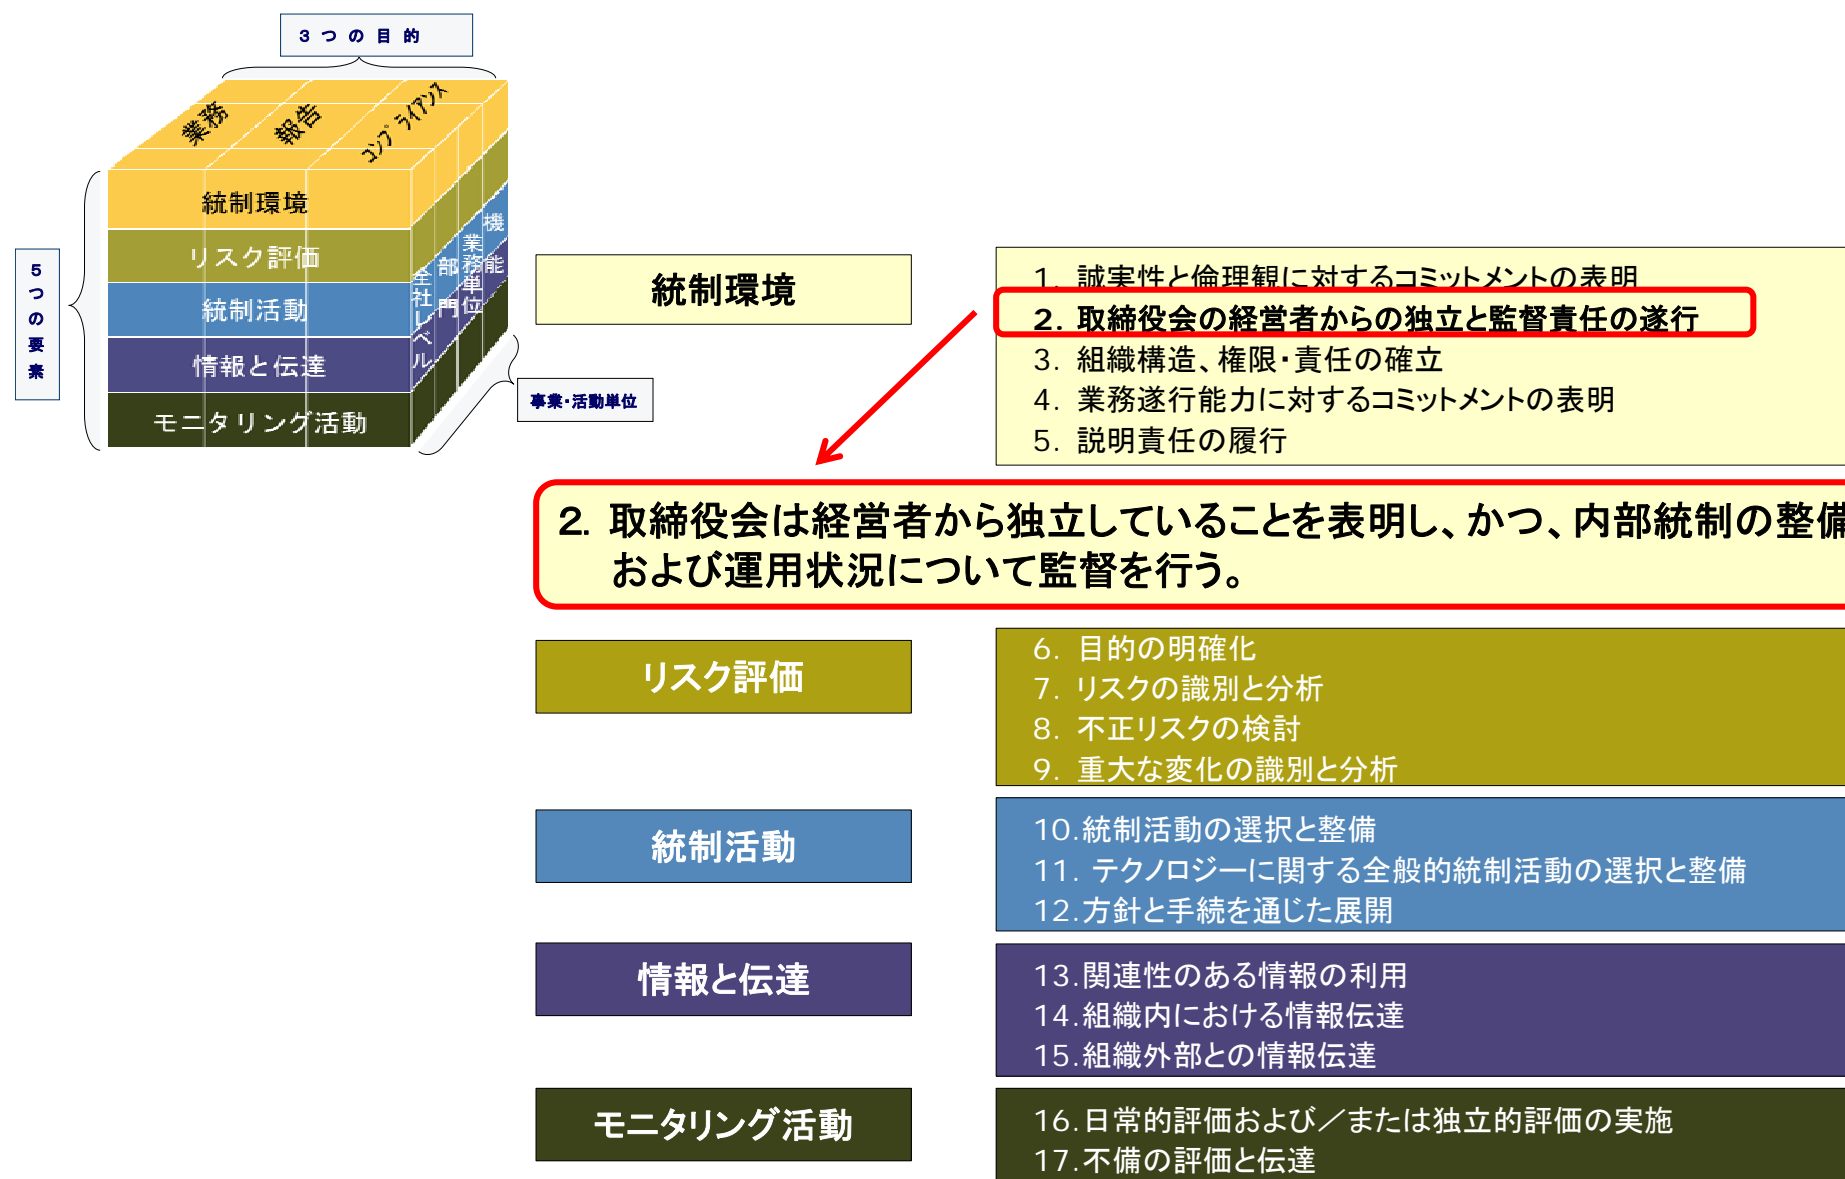 3つの目的
業務
報告
ｺﾝﾌﾟﾗｲｱﾝｽ
5つの要素
統制環境
リスク評価
統制活動
情報と伝達
モニタリング活動
全社レベル
部門
業務単位
機能
事業・活動単位
統制環境
1. 誠実性と倫理観に対するコミットメントの表明
2. 取締役会の経営者からの独立と監督責任の遂行
3. 組織構造、権限・責任の確立
4. 業務遂行能力に対するコミットメントの表明
5. 説明責任の履行
2. 取締役会は経営者から独立していることを表明し、かつ、内部統制の整備
および運用状況について監督を行う。
リスク評価
6. 目的の明確化
7. リスクの識別と分析
8. 不正リスクの検討
9. 重大な変化の識別と分析
統制活動
10.統制活動の選択と整備
11. テクノロジーに関する全般的統制活動の選択と整備
12.方針と手続を通じた展開
情報と伝達
13.関連性のある情報の利用
14.組織内における情報伝達
15.組織外部との情報伝達
モニタリング活動
16.日常的評価および／または独立的評価の実施
17.不備の評価と伝達